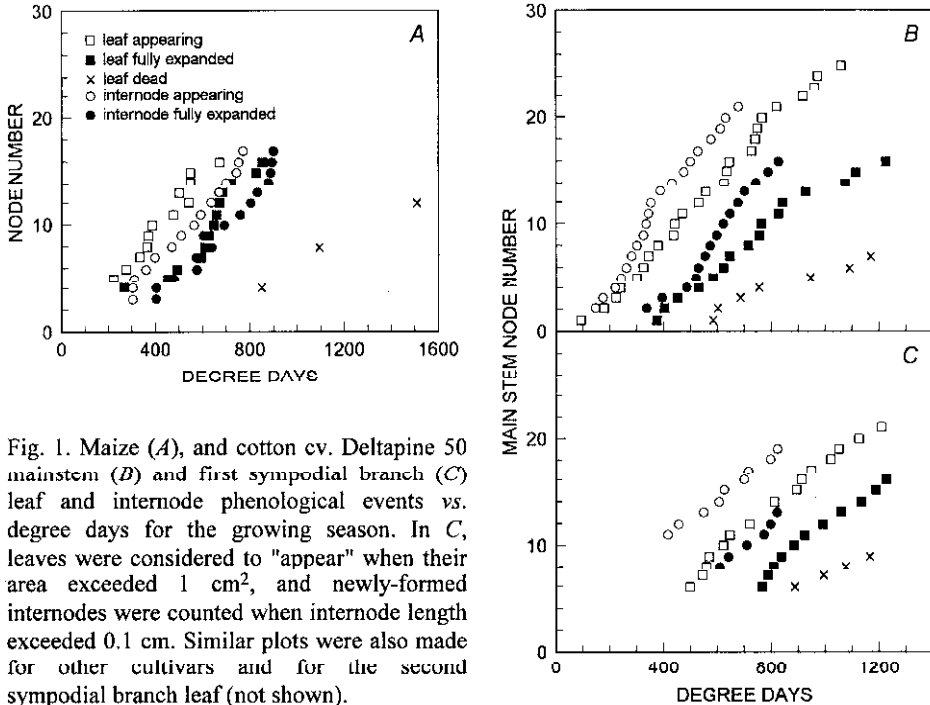 30
A
□ leaf appearing
■ leaf fully expanded
× leaf dead
○ internode appearing
● internode fully expanded
20
10
0
NODE NUMBER
0 400 800 1200 1600
DEGREE DAYS
30
B
20
10
0
C
20
10
0
MAIN STEM NODE NUMBER
0 400 800 1200
DEGREE DAYS
Fig. 1. Maize (A), and cotton cv. Deltapine 50
mainstem (B) and first sympodial branch (C)
leaf and internode phenological events vs.
degree days for the growing season. In C,
leaves were considered to "appear" when their
area exceeded 1 cm², and newly-formed
internodes were counted when internode length
exceeded 0.1 cm. Similar plots were also made
for other cultivars and for the second
sympodial branch leaf (not shown).